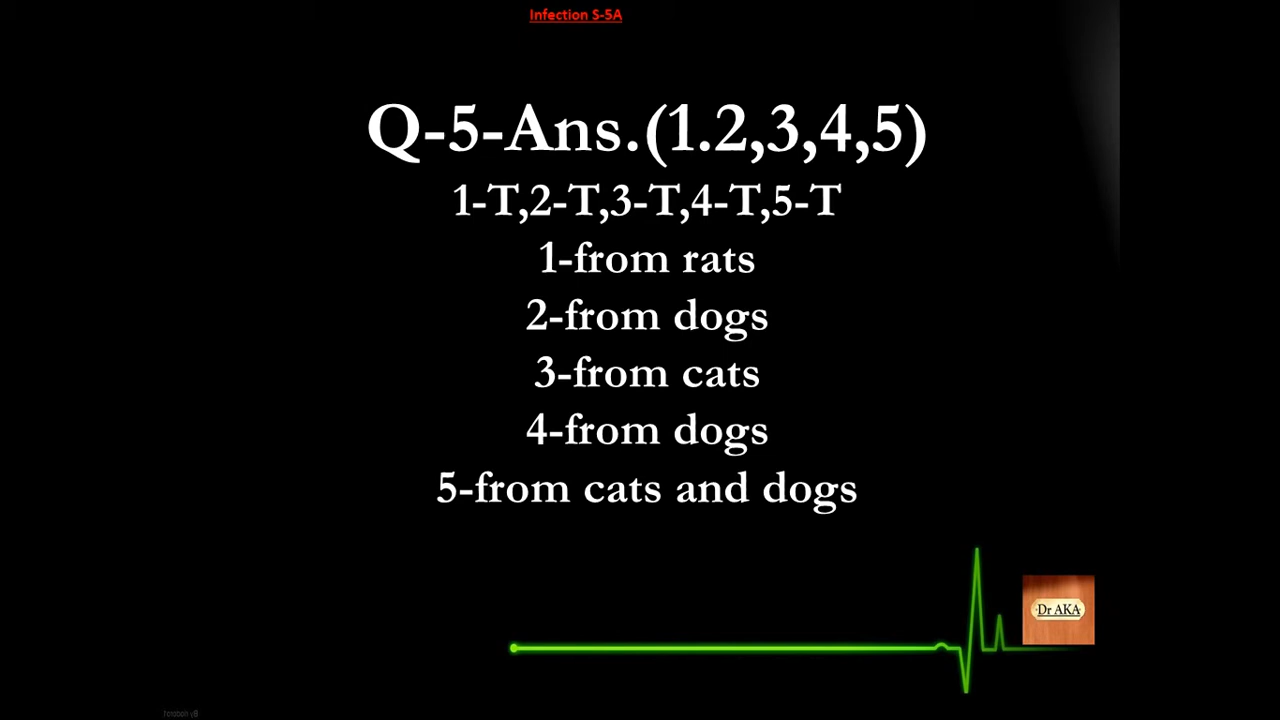 Infection S-5A
Q-5-Ans.(1.2,3,4,5)
1-T,2-T,3-T,4-T,5-T
1-from rats
2-from dogs
3-from cats
4-from dogs
5-from cats and dogs
Dr AKA